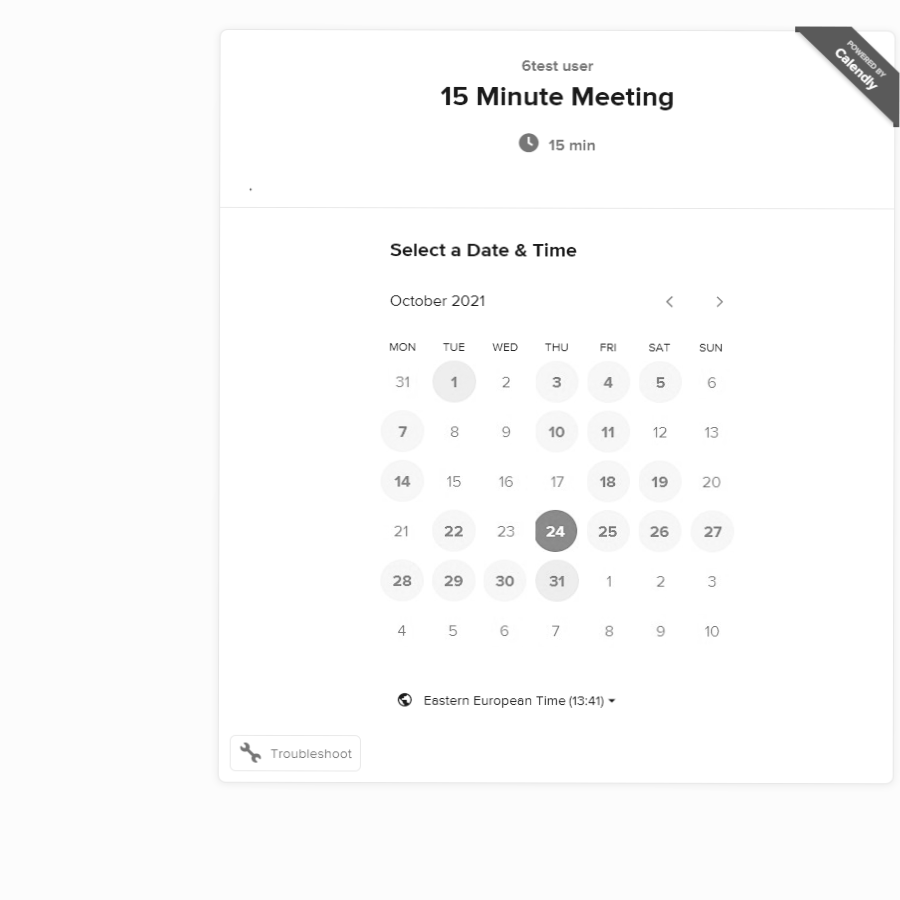 6test user
POWERED BY
Calendly
15 Minute Meeting
15 min
.
Select a Date & Time
October 2021
MON TUE WED THU FRI SAT SUN
31 1 2 3 4 5 6
7 8 9 10 11 12 13
14 15 16 17 18 19 20
21 22 23 24 25 26 27
28 29 30 31 1 2 3
4 5 6 7 8 9 10
Eastern European Time (13:41)
Troubleshoot